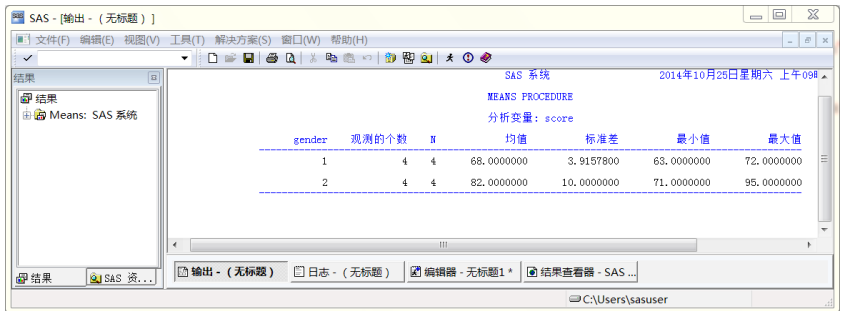 SAS - [输出 - (无标题)]
文件(F) 编辑(E) 视图(V) 工具(T) 解决方案(S) 窗口(W) 帮助(H)
结果
结果
Means: SAS 系统
SAS 系统 2014年10月25日星期六 上午09
MEANS PROCEDURE
分析变量: score
gender 观测的个数 N 均值 标准差 最小值 最大值
1 4 4 68.0000000 3.9157800 63.0000000 72.0000000
2 4 4 82.0000000 10.0000000 71.0000000 95.0000000
结果 SAS 资...
输出 - (无标题) 日志 - (无标题) 编辑器 - 无标题1 * 结果查看器 - SAS ...
C:\Users\sasuser